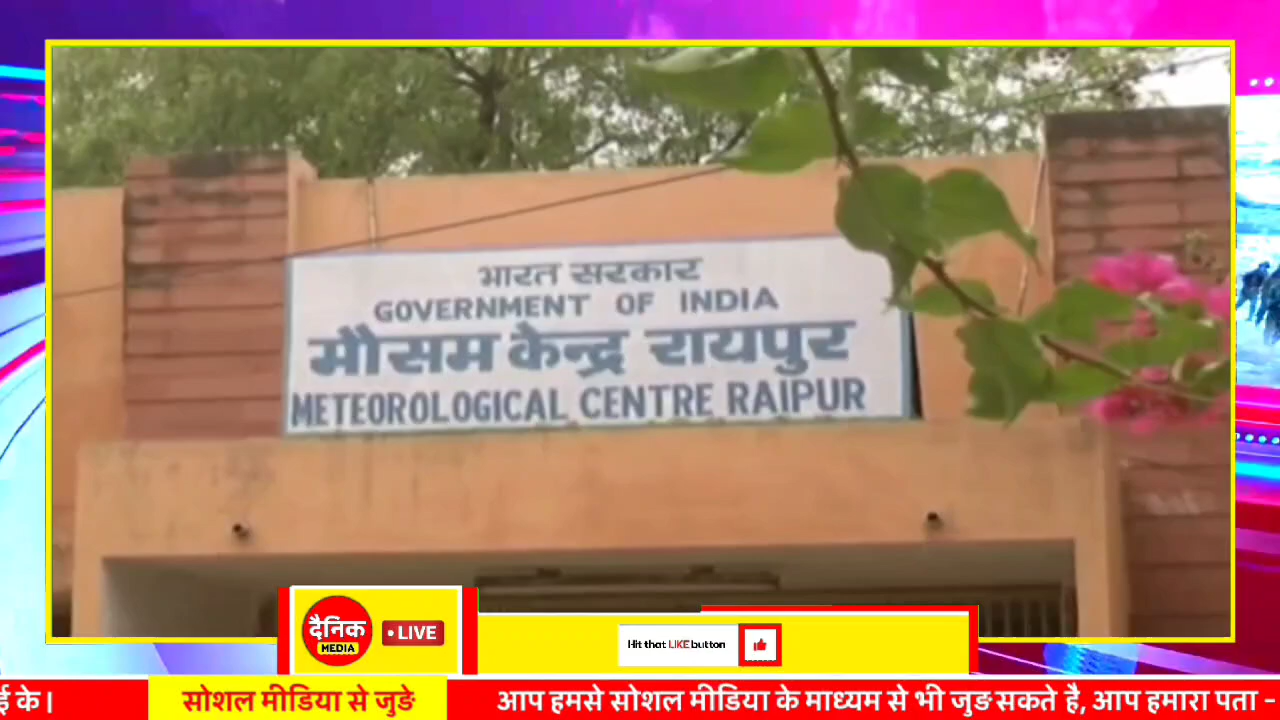 भारत सरकार
GOVERNMENT OF INDIA
मौसम केन्द्र रायपुर
METEOROLOGICAL CENTRE RAIPUR
दैनिक
MEDIA
• LIVE
Hit that LIKE button
ई के।
सोशल मीडिया से जुङे
आप हमसे सोशल मीडिया के माध्यम से भी जुङ सकते है, आप हमारा पता -